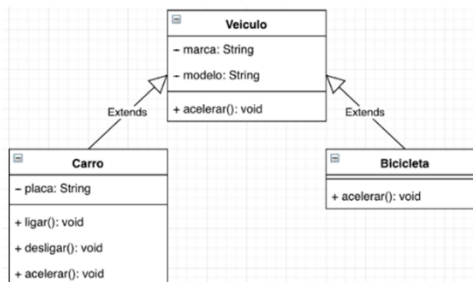 Veiculo
− marca: String
− modelo: String
+ acelerar(): void
Extends
Extends
Carro
− placa: String
+ ligar(): void
+ desligar(): void
+ acelerar(): void
Bicicleta
+ acelerar(): void